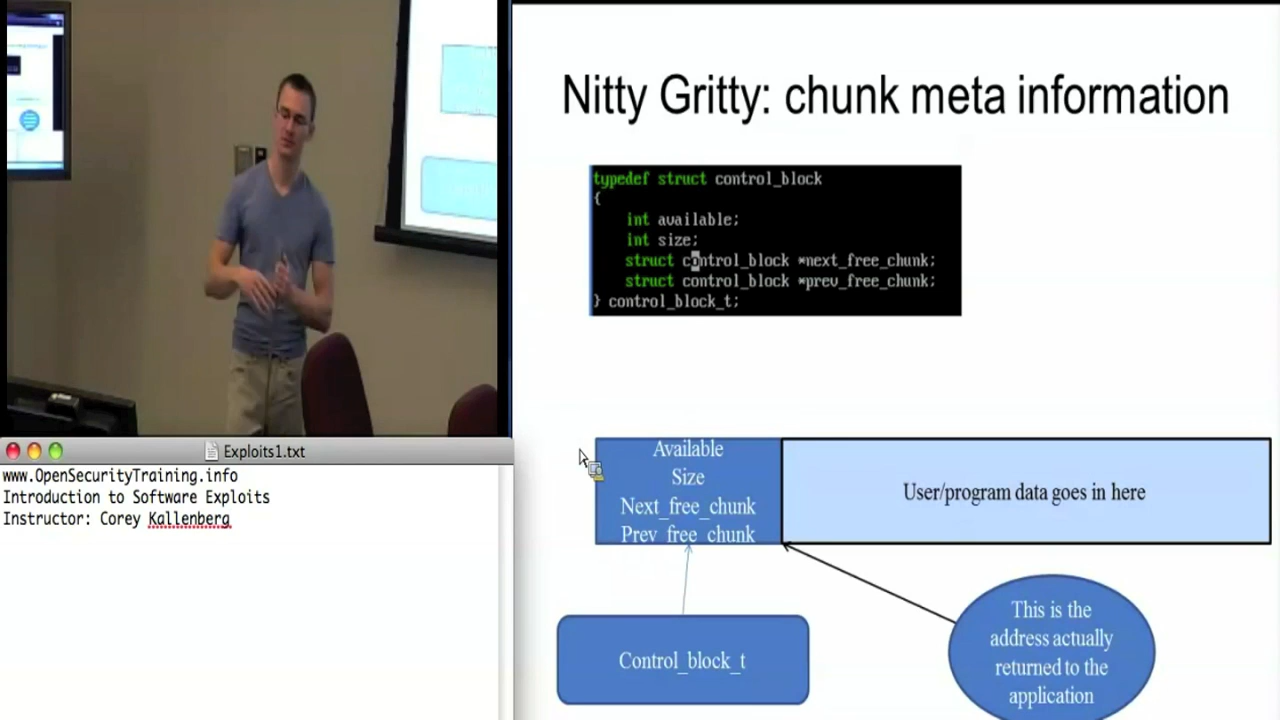 Nitty Gritty: chunk meta information
typedef struct control_block
{
int available;
int size;
struct control_block *next_free_chunk;
struct control_block *prev_free_chunk;
} control_block_t;
Available
Size
Next_free_chunk
Prev_free_chunk
User/program data goes in here
Control_block_t
This is the
address actually
returned to the
application
Exploits1.txt
www.OpenSecurityTraining.info
Introduction to Software Exploits
Instructor: Corey Kallenberg